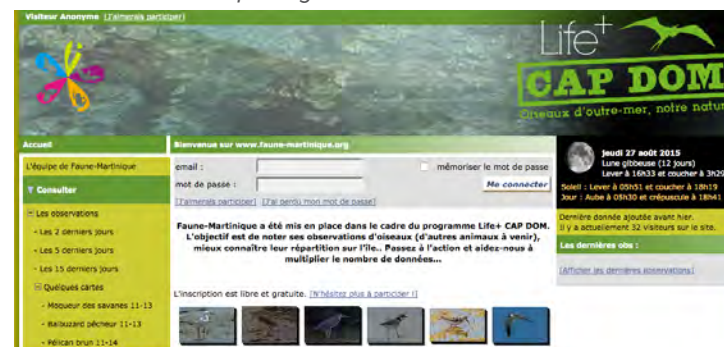 Visiteur Anonyme [J'aimerais participer]
Life+
CAP DOM
Oiseaux d'outre-mer, notre nature
Accueil
L'équipe de Faune-Martinique
Consulter
Les observations
- Les 2 derniers jours
- Les 5 derniers jours
- Les 15 derniers jours
Quelques cartes
- Moqueur des savanes 11-13
- Balbuzard pêcheur 11-13
- Pélican brun 11-14
Bienvenue sur www.faune-martinique.org
email :
mémoriser le mot de passe
mot de passe :
Me connecter
[J'aimerais participer] [J'ai perdu mon mot de passe]
Faune-Martinique a été mis en place dans le cadre du programme Life+ CAP DOM.
L'objectif est de noter ses observations d'oiseaux (d'autres animaux à venir),
mieux connaître leur répartition sur l'île.. Passez à l'action et aidez-nous à
multiplier le nombre de données...
L'inscription est libre et gratuite. [N'hésitez plus à participer !]
jeudi 27 août 2015
Lune gibbeuse (12 jours)
Lever à 16h33 et coucher à 3h29
Soleil : Lever à 05h51 et coucher à 18h19
Jour : Aube à 05h30 et crépuscule à 18h41
Dernière donnée ajoutée avant hier.
Il y a actuellement 32 visiteurs sur le site.
Les dernières obs :
[Afficher les dernières observations]